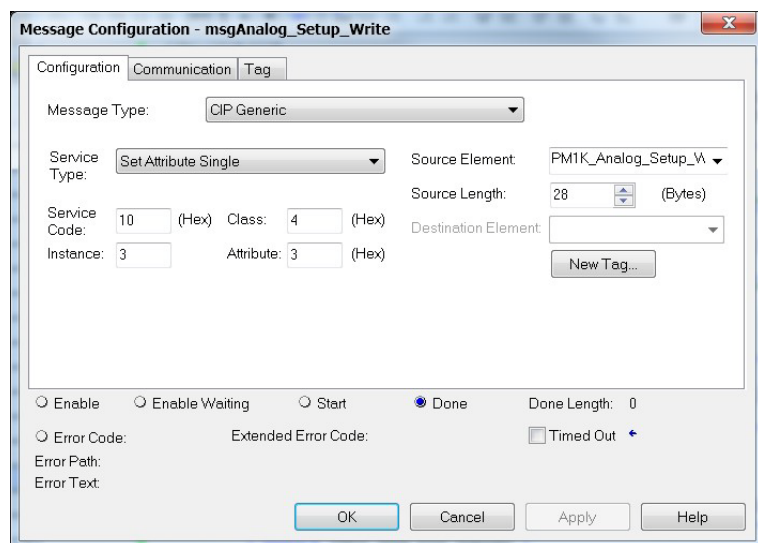 Message Configuration - msgAnalog_Setup_Write
X
Configuration Communication Tag
Message Type: CIP Generic
Service Type: Set Attribute Single
Source Element: PM1K_Analog_Setup_W
Source Length: 28 (Bytes)
Service Code: 10 (Hex) Class: 4 (Hex)
Destination Element:
Instance: 3 Attribute: 3 (Hex)
New Tag...
Enable Enable Waiting Start Done Done Length: 0
Error Code: Extended Error Code: Timed Out
Error Path:
Error Text:
OK Cancel Apply Help